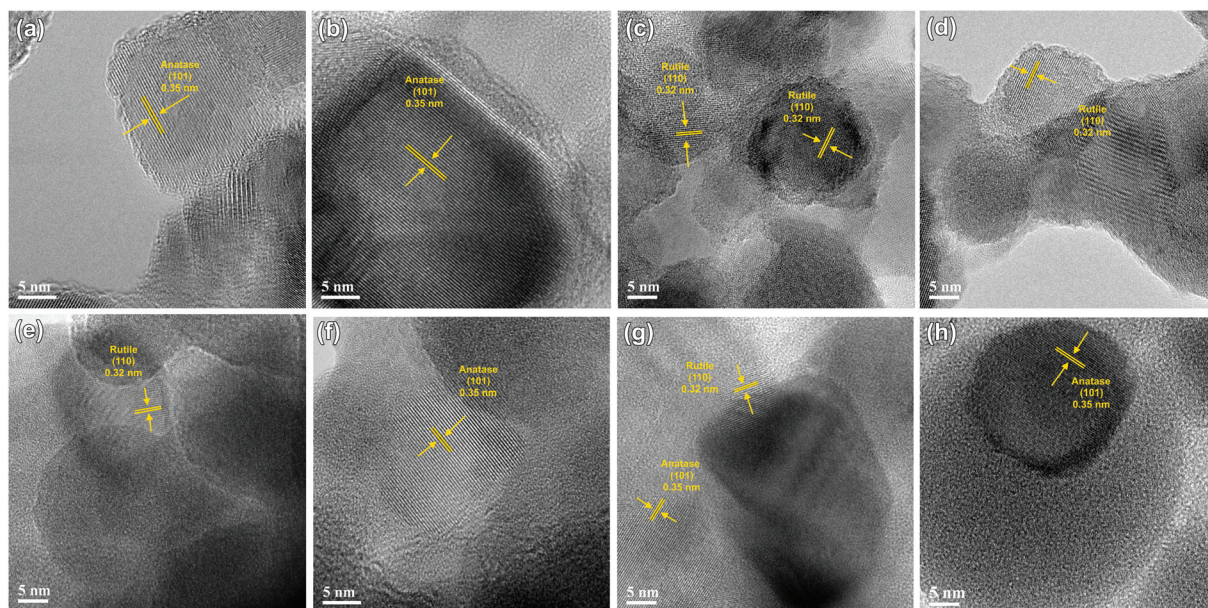 (a)
Anatase
(101)
0.35 nm
5 nm
(b)
Anatase
(101)
0.35 nm
5 nm
(c)
Rutile
(110)
0.32 nm
Rutile
(110)
0.32 nm
5 nm
(d)
Rutile
(110)
0.32 nm
5 nm
(e)
Rutile
(110)
0.32 nm
5 nm
(f)
Anatase
(101)
0.35 nm
5 nm
(g)
Rutile
(110)
0.32 nm
Anatase
(101)
0.35 nm
5 nm
(h)
Anatase
(101)
0.35 nm
5 nm